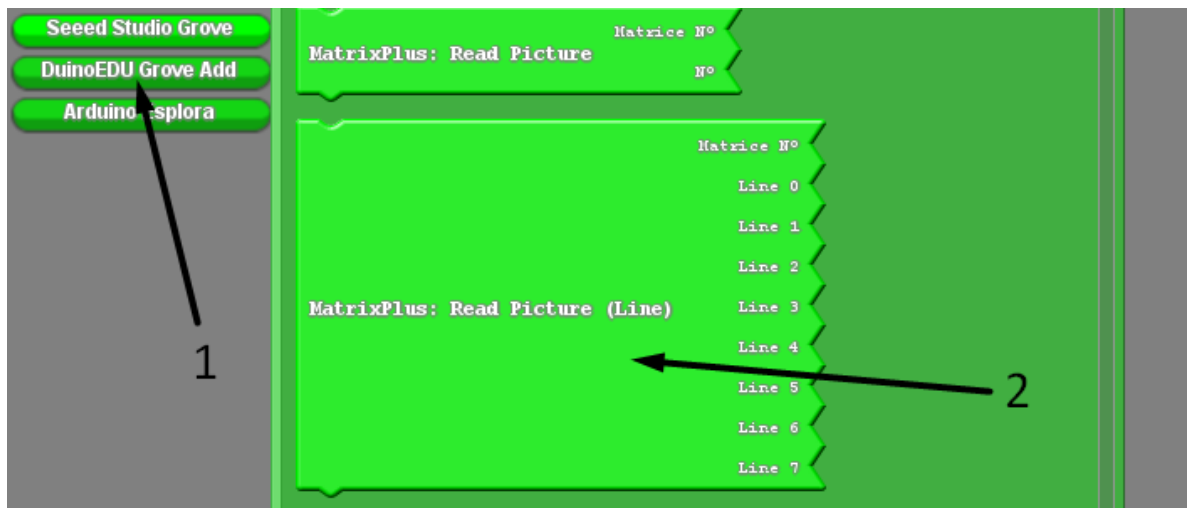 Seeed Studio Grove
DuinoEDU Grove Add
Arduino Esplora
1
Matrice N°
MatrixPlus: Read Picture
N°
Matrice N°
Line 0
Line 1
Line 2
MatrixPlus: Read Picture (Line)
Line 3
Line 4
Line 5
Line 6
Line 7
2